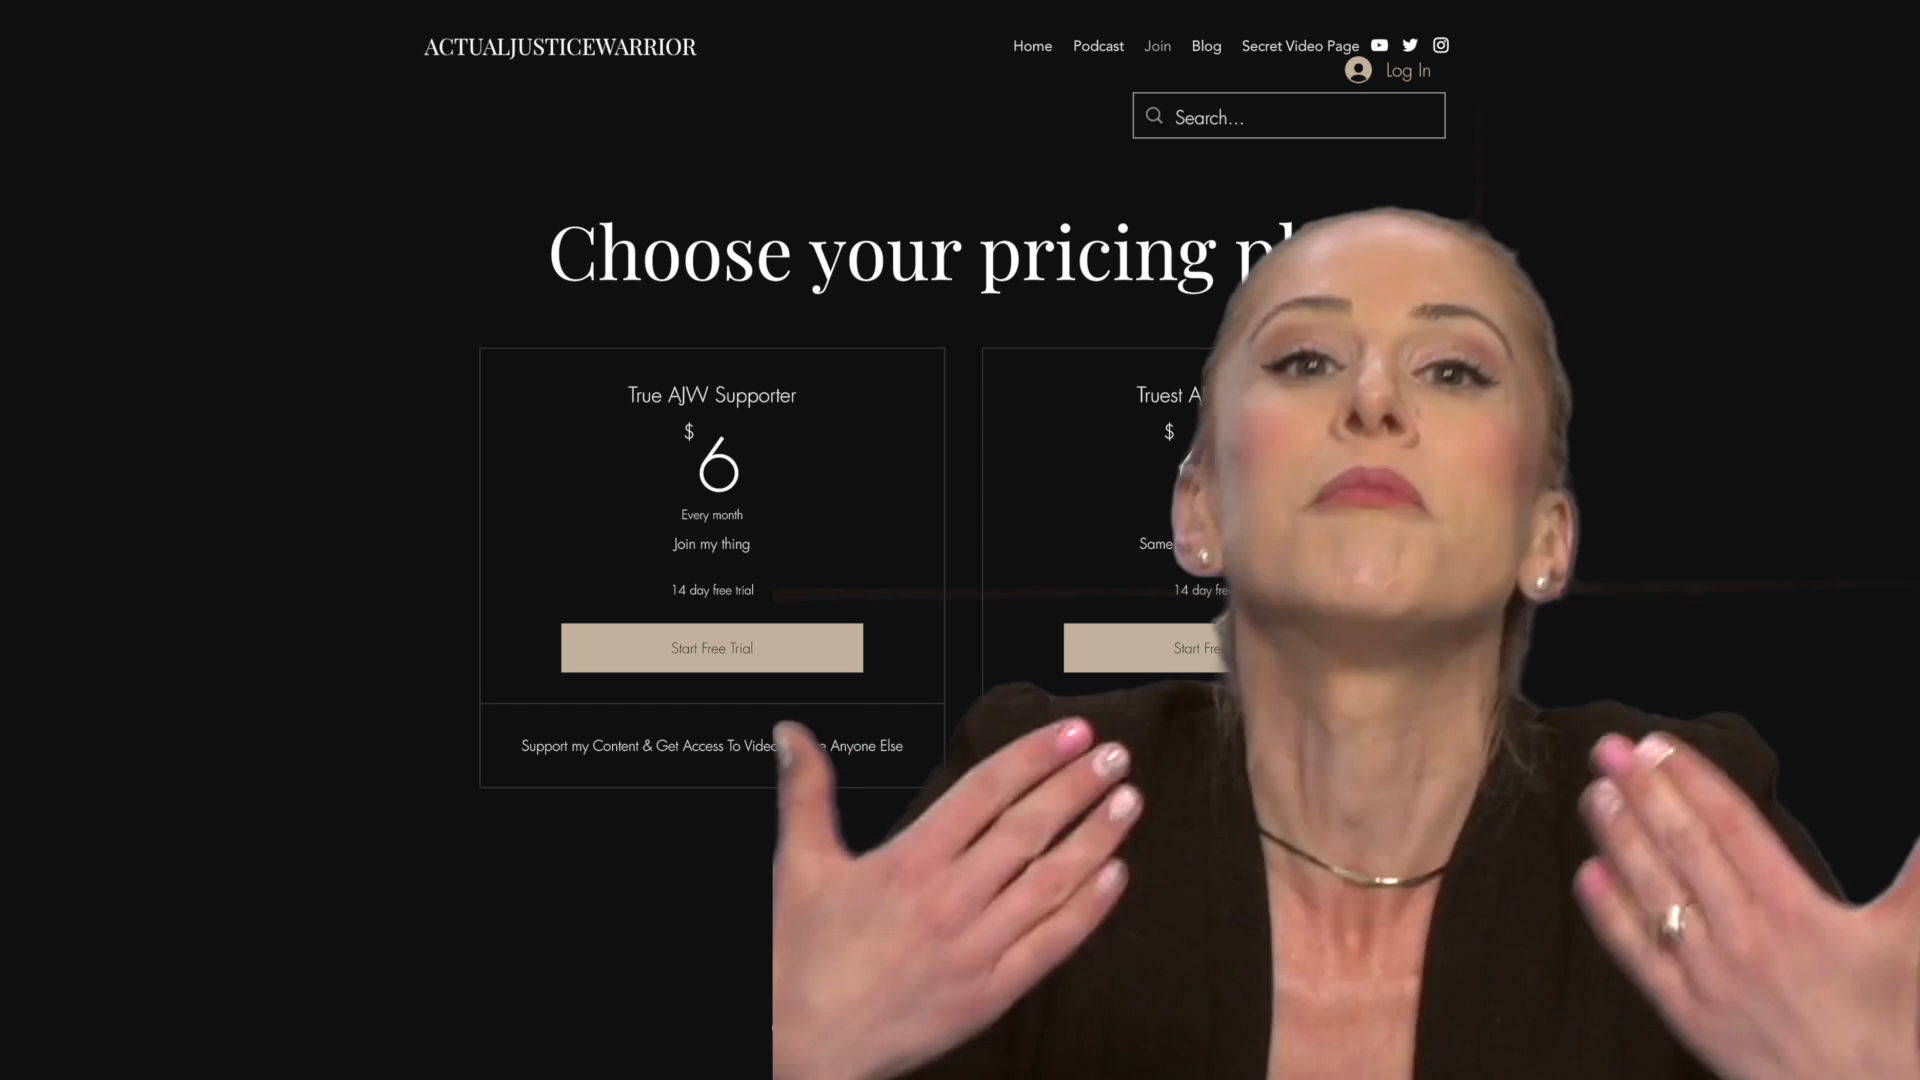 ACTUALJUSTICEWARRIOR
Home Podcast Join Blog Secret Video Page
Log In
Search...
Choose your pricing
True AJW Supporter
$
6
Every month
Join my thing
14 day free trial
Start Free Trial
Support my Content & Get Access To Anyone Else
Truest
$
Same
14 day
Start